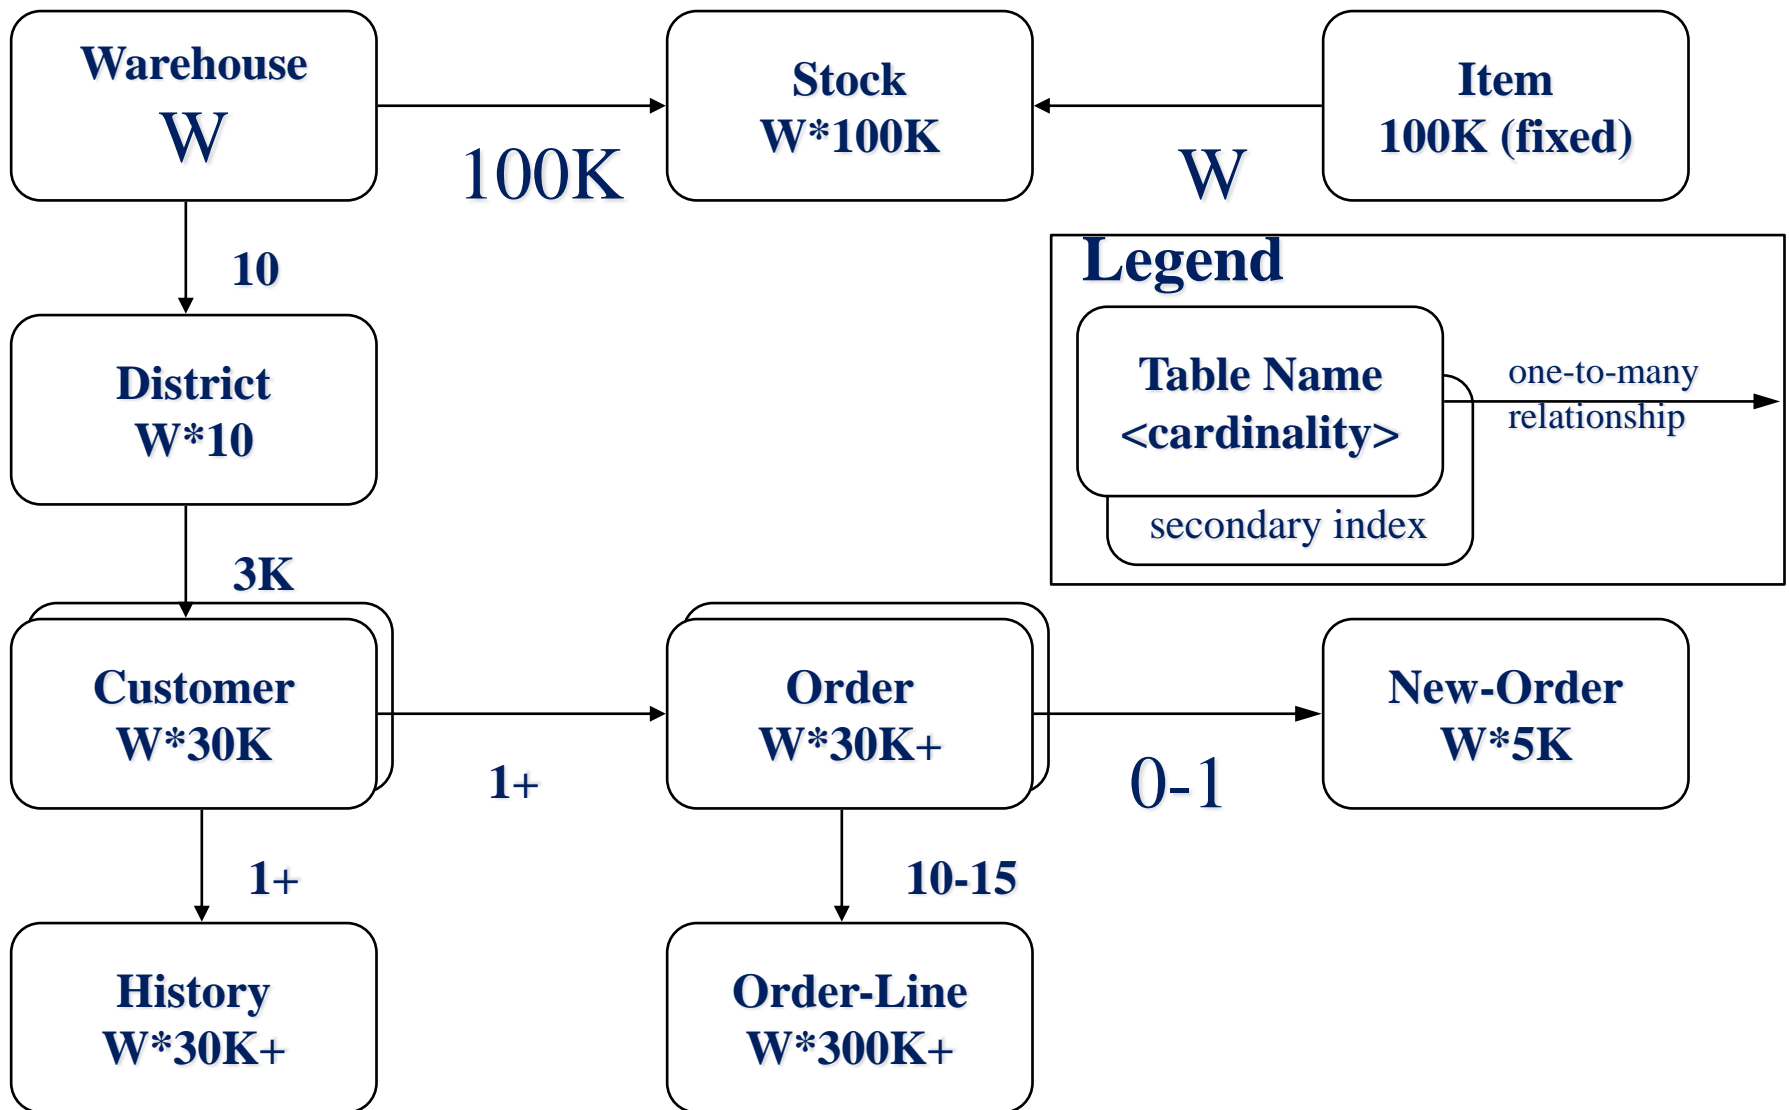 Warehouse
W
Stock
W*100K
Item
100K (fixed)
100K
W
10
Legend
Table Name
<cardinality>
one-to-many
relationship
secondary index
District
W*10
3K
Customer
W*30K
Order
W*30K+
New-Order
W*5K
1+
0-1
1+
10-15
History
W*30K+
Order-Line
W*300K+